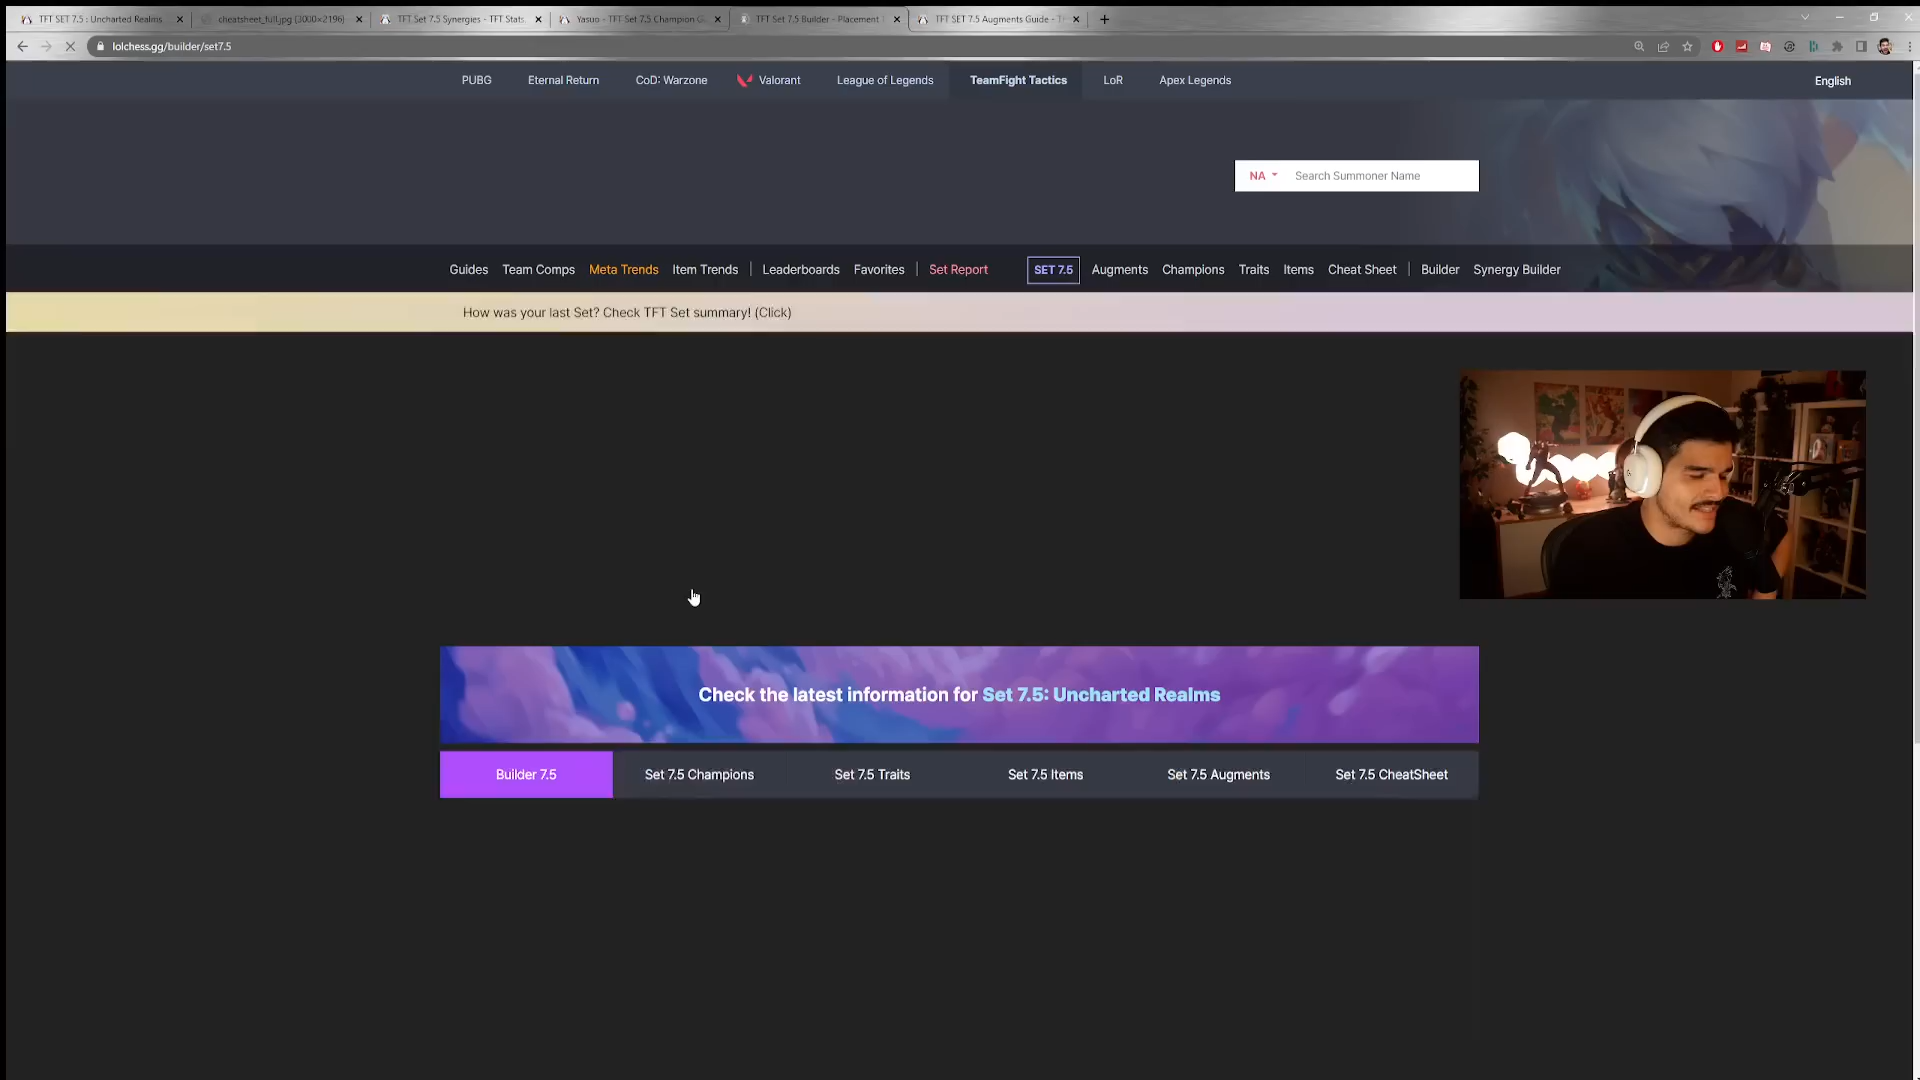 TFT SET 7.5 : Uncharted Realms
cheatsheet_full.jpg (3000×2196)
TFT Set 7.5 Synergies - TFT Stats,
Yasuo - TFT Set 7.5 Champion G
TFT Set 7.5 Builder - Placement
TFT SET 7.5 Augments Guide - T
lolchess.gg/builder/set7.5
PUBG
Eternal Return
CoD: Warzone
Valorant
League of Legends
TeamFight Tactics
LoR
Apex Legends
English
NA
Search Summoner Name
Guides
Team Comps
Meta Trends
Item Trends
Leaderboards
Favorites
Set Report
SET 7.5
Augments
Champions
Traits
Items
Cheat Sheet
Builder
Synergy Builder
How was your last Set? Check TFT Set summary! (Click)
Check the latest information for Set 7.5: Uncharted Realms
Builder 7.5
Set 7.5 Champions
Set 7.5 Traits
Set 7.5 Items
Set 7.5 Augments
Set 7.5 CheatSheet